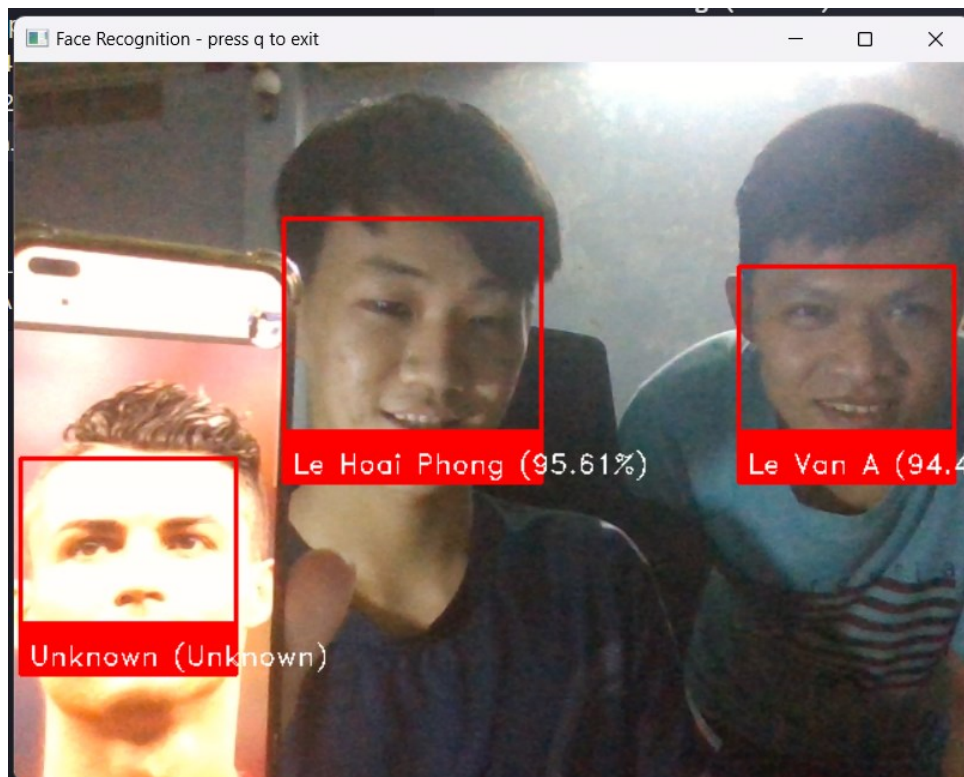 Face Recognition - press q to exit
Le Hoai Phong (95.61%)
Le Van A (94.4
Unknown (Unknown)